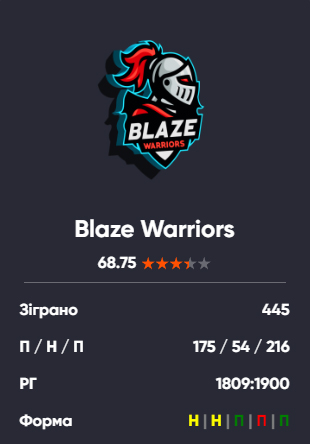 BLAZE
WARRIORS
Blaze Warriors
68.75
Зіграно 445
П / Н / П 175 / 54 / 216
РГ 1809:1900
Форма Н | Н | П | П | П